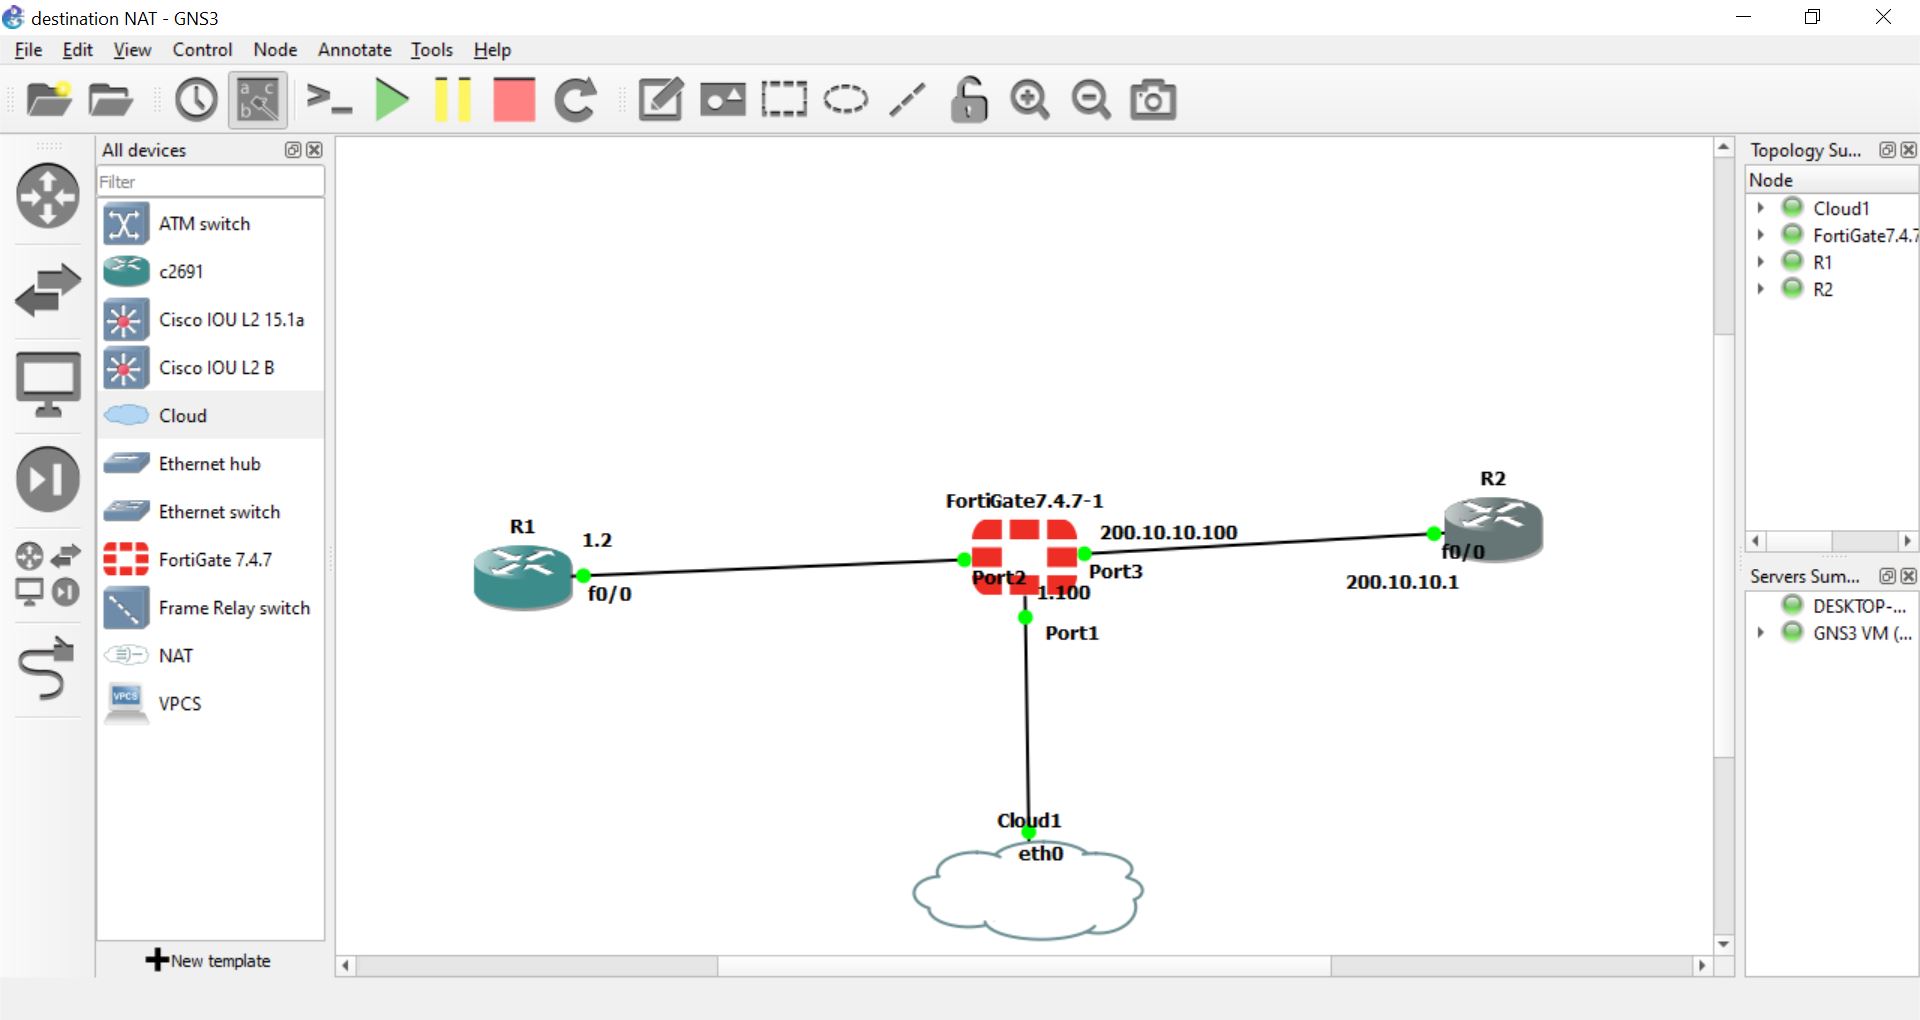 destination NAT - GNS3
File Edit View Control Node Annotate Tools Help
All devices
Filter
ATM switch
c2691
Cisco IOU L2 15.1a
Cisco IOU L2 B
Cloud
Ethernet hub
Ethernet switch
FortiGate 7.4.7
Frame Relay switch
NAT
VPCS
VPCS
New template
R1
1.2
f0/0
FortiGate7.4.7-1
200.10.10.100
Port2
Port3
1.100
Port1
R2
f0/0
200.10.10.1
Cloud1
eth0
Topology Su...
Node
Cloud1
FortiGate7.4.7
R1
R2
Servers Sum...
DESKTOP-...
GNS3 VM (...